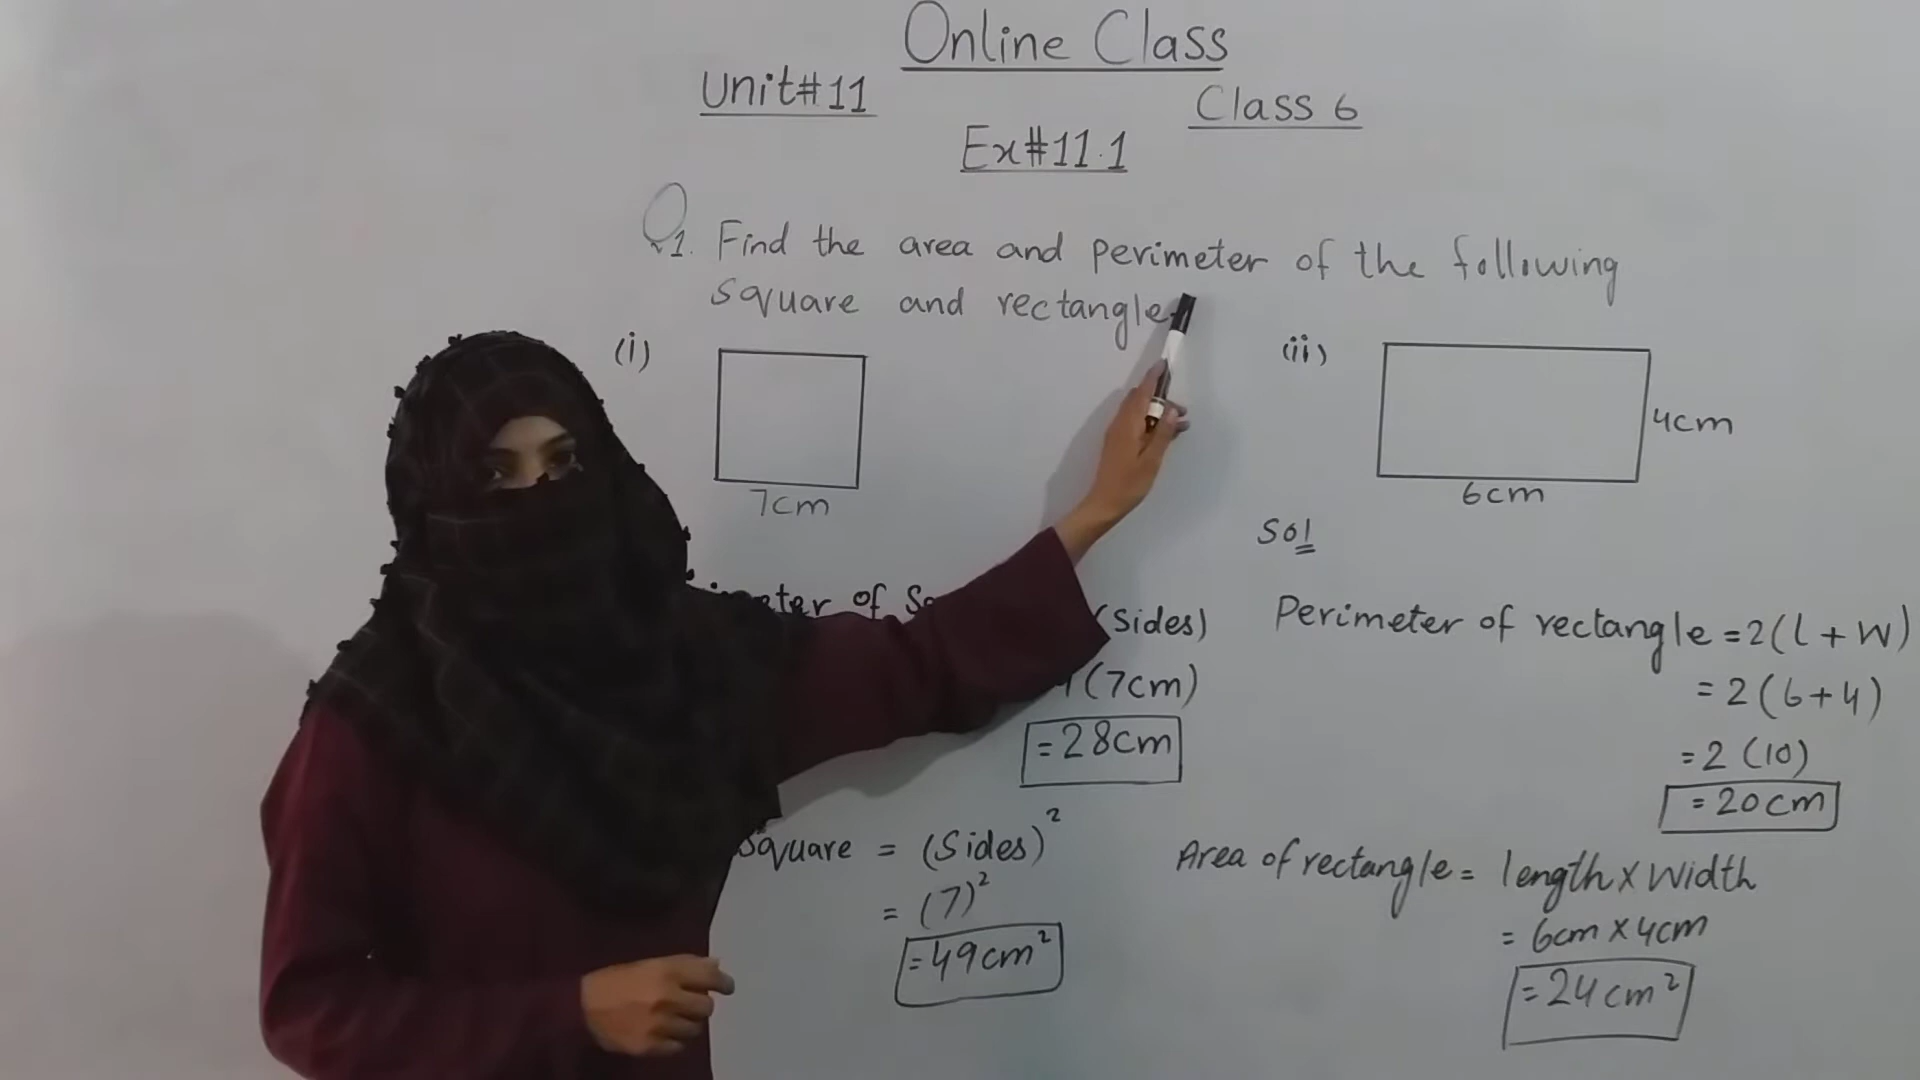 Online Class
Unit#11
Class 6
Ex#11.1
Q1. Find the area and perimeter of the following
square and rectangle.
(i)
7cm
(ii)
4cm
6cm
Sol
of
(Sides)
(7cm)
=28cm
Square = (Sides)²
= (7)²
=49cm²
Perimeter of rectangle =2(l+w)
= 2(6+4)
=2 (10)
=20cm
Area of rectangle= length x width
= 6cm x 4cm
=24cm²